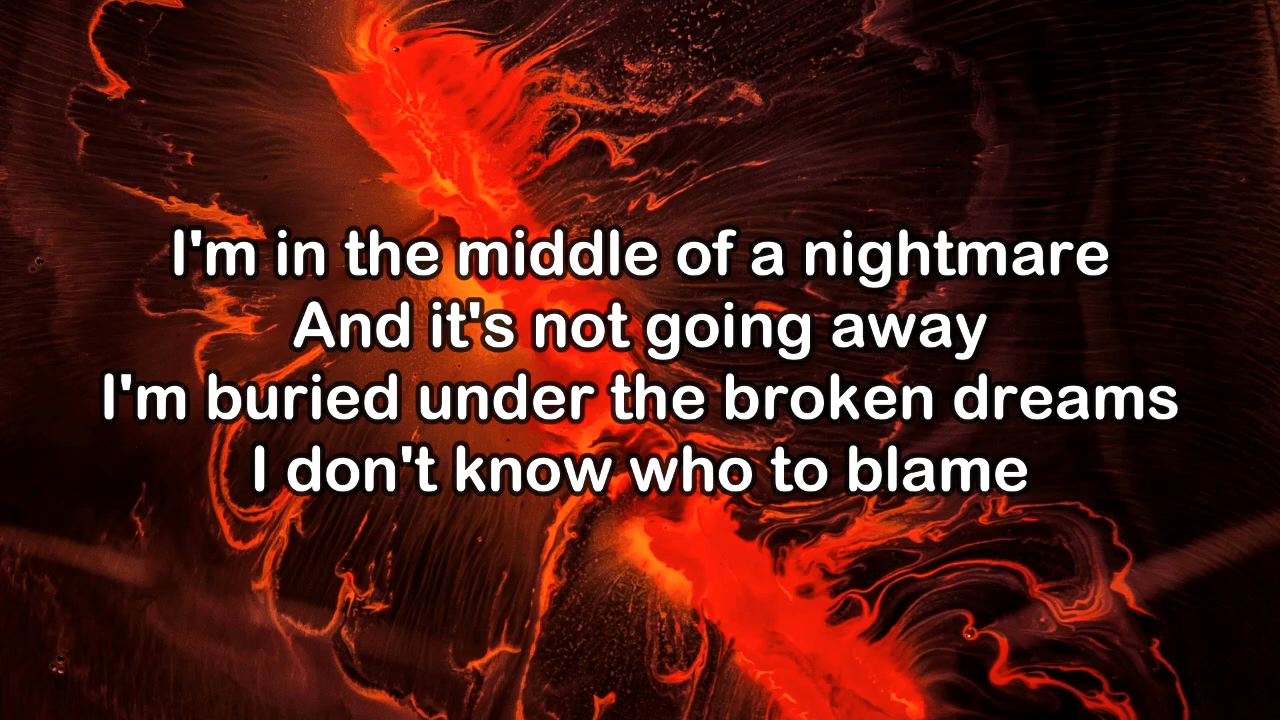 I'm in the middle of a nightmare
And it's not going away
I'm buried under the broken dreams
I don't know who to blame